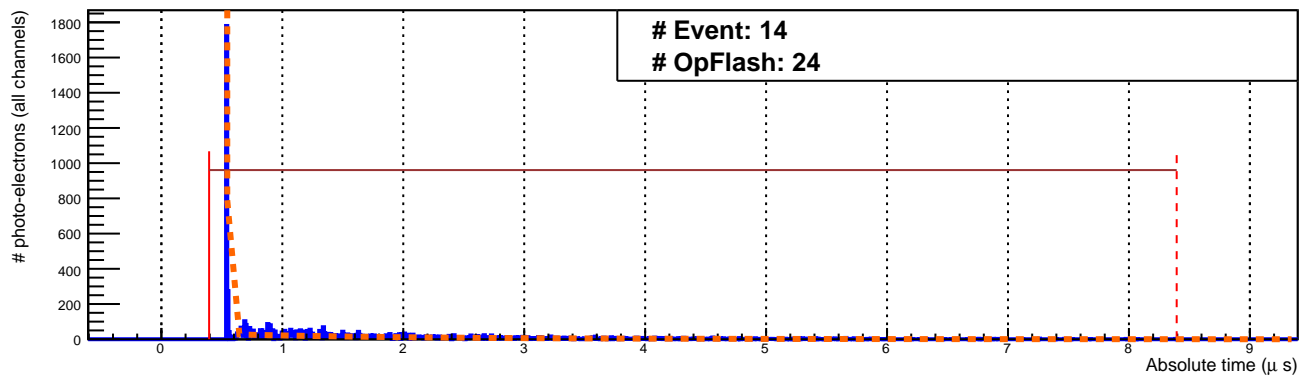 # Event: 14
# OpFlash: 24
# photo-electrons (all channels)
1800
1600
1400
1200
1000
800
600
400
200
0
0 1 2 3 4 5 6 7 8 9
Absolute time (μ s)